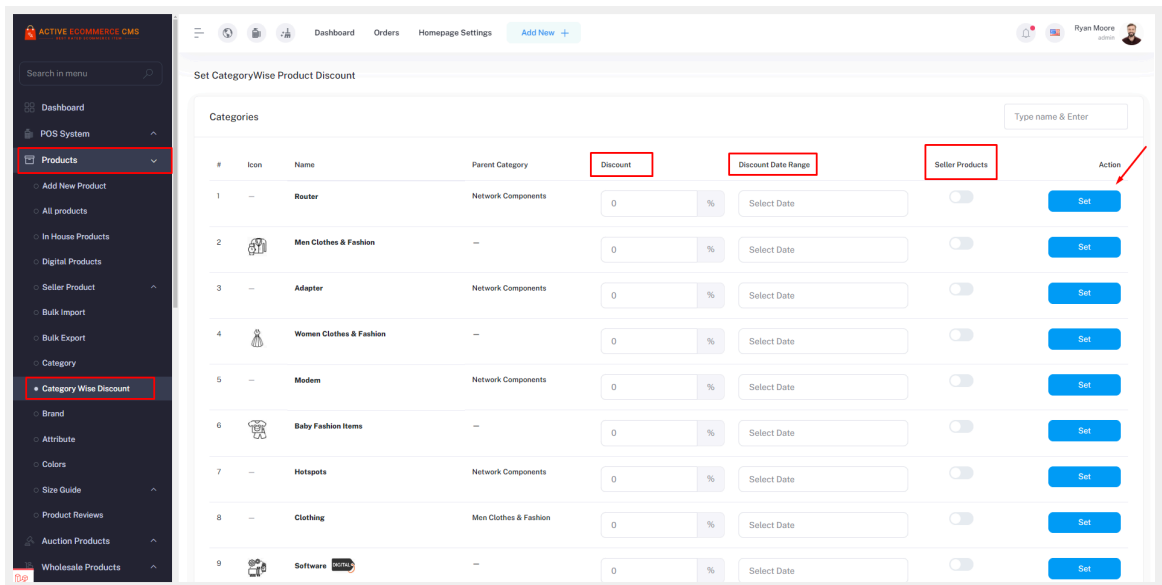 ACTIVE ECOMMERCE CMS
Dashboard Orders Homepage Settings Add New +
Ryan Moore
admin
Search in menu
Set CategoryWise Product Discount
Dashboard
POS System
Products
Add New Product
All products
In House Products
Digital Products
Seller Product
Bulk Import
Bulk Export
Category
Category Wise Discount
Brand
Attribute
Colors
Size Guide
Product Reviews
Auction Products
Wholesale Products
Categories Type name & Enter
# Icon Name Parent Category Discount Discount Date Range Seller Products Action
1 — Router Network Components 0 % Select Date Set
2 Men Clothes & Fashion — 0 % Select Date Set
3 — Adapter Network Components 0 % Select Date Set
4 Women Clothes & Fashion — 0 % Select Date Set
5 — Modem Network Components 0 % Select Date Set
6 Baby Fashion Items — 0 % Select Date Set
7 — Hotspots Network Components 0 % Select Date Set
8 — Clothing Men Clothes & Fashion 0 % Select Date Set
9 Software DIGITAL — 0 % Select Date Set